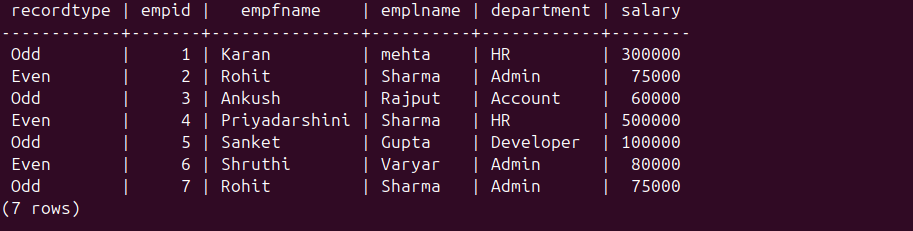 recordtype | empid |   empfname    | emplname | department | salary
------------+-------+---------------+----------+------------+--------
 Odd        |     1 | Karan         | mehta    | HR         | 300000
 Even       |     2 | Rohit         | Sharma   | Admin      |  75000
 Odd        |     3 | Ankush        | Rajput   | Account    |  60000
 Even       |     4 | Priyadarshini | Sharma   | HR         | 500000
 Odd        |     5 | Sanket        | Gupta    | Developer  | 100000
 Even       |     6 | Shruthi       | Varyar   | Admin      |  80000
 Odd        |     7 | Rohit         | Sharma   | Admin      |  75000
(7 rows)